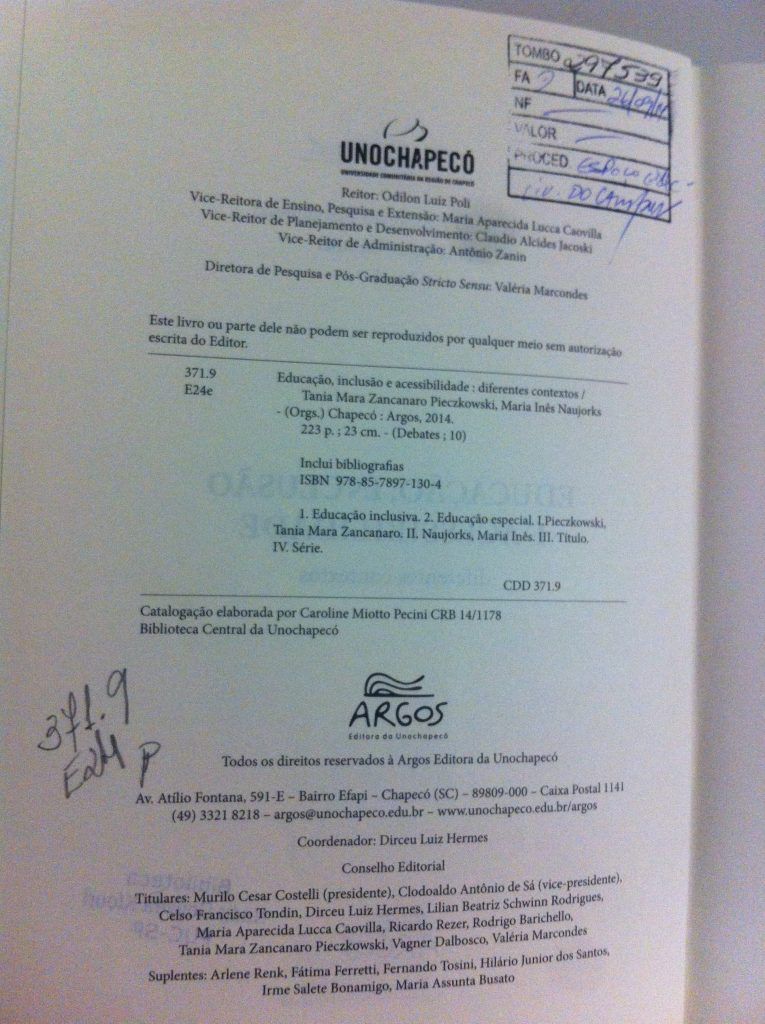 TOMBO 297539
FA DATA
NF
VALOR
PROCED.
DO CAMPUS
UNOCHAPECÓ
UNIVERSIDADE COMUNITÁRIA DA REGIÃO DE CHAPECÓ
Reitor: Odilon Luiz Poli
Vice-Reitora de Ensino, Pesquisa e Extensão: Maria Aparecida Lucca Caovilla
Vice-Reitor de Planejamento e Desenvolvimento: Claudio Alcides Jacoski
Vice-Reitor de Administração: Antônio Zanin
Diretora de Pesquisa e Pós-Graduação Stricto Sensu: Valéria Marcondes
Este livro ou parte dele não podem ser reproduzidos por qualquer meio sem autorização
escrita do Editor.
371.9
E24e
Educação, inclusão e acessibilidade : diferentes contextos /
Tania Mara Zancanaro Pieczkowski, Maria Inês Naujorks
- (Orgs.) Chapecó : Argos, 2014.
223 p. ; 23 cm. - (Debates ; 10)
Inclui bibliografias
ISBN 978-85-7897-130-4
1. Educação inclusiva. 2. Educação especial. I.Pieczkowski,
Tania Mara Zancanaro. II. Naujorks, Maria Inês. III. Título.
IV. Série.
CDD 371.9
Catalogação elaborada por Caroline Miotto Pecini CRB 14/1178
Biblioteca Central da Unochapecó
371.9
E24 P
ARGOS
Editora da Unochapecó
Todos os direitos reservados à Argos Editora da Unochapecó
Av. Atílio Fontana, 591-E – Bairro Efapi – Chapecó (SC) – 89809-000 – Caixa Postal 1141
(49) 3321 8218 – argos@unochapeco.edu.br – www.unochapeco.edu.br/argos
Coordenador: Dirceu Luiz Hermes
Conselho Editorial
Titulares: Murilo Cesar Costelli (presidente), Clodoaldo Antônio de Sá (vice-presidente),
Celso Francisco Tondin, Dirceu Luiz Hermes, Lilian Beatriz Schwinn Rodrigues,
Maria Aparecida Lucca Caovilla, Ricardo Rezer, Rodrigo Barichello,
Tania Mara Zancanaro Pieczkowski, Vagner Dalbosco, Valéria Marcondes
Suplentes: Arlene Renk, Fátima Ferretti, Fernando Tosini, Hilário Junior dos Santos,
Irme Salete Bonamigo, Maria Assunta Busato